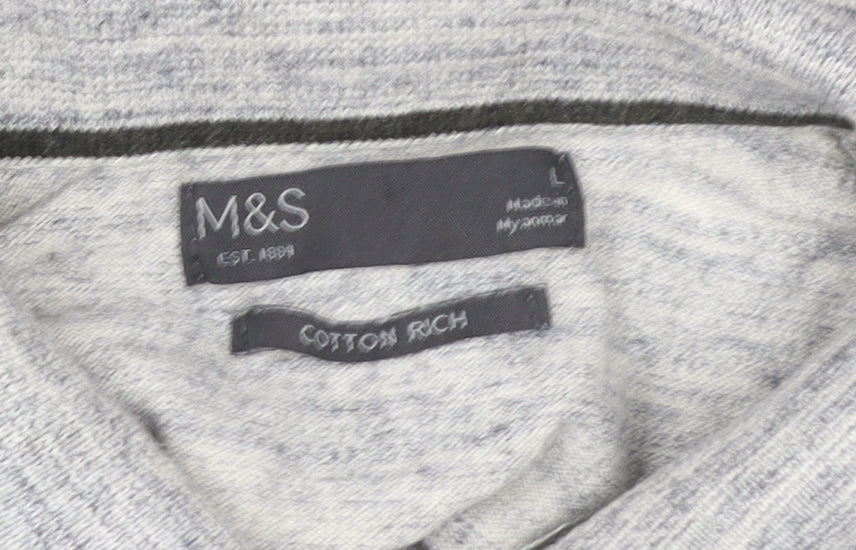 M&S
EST. 1884
L
Made in
Myanmar
COTTON RICH